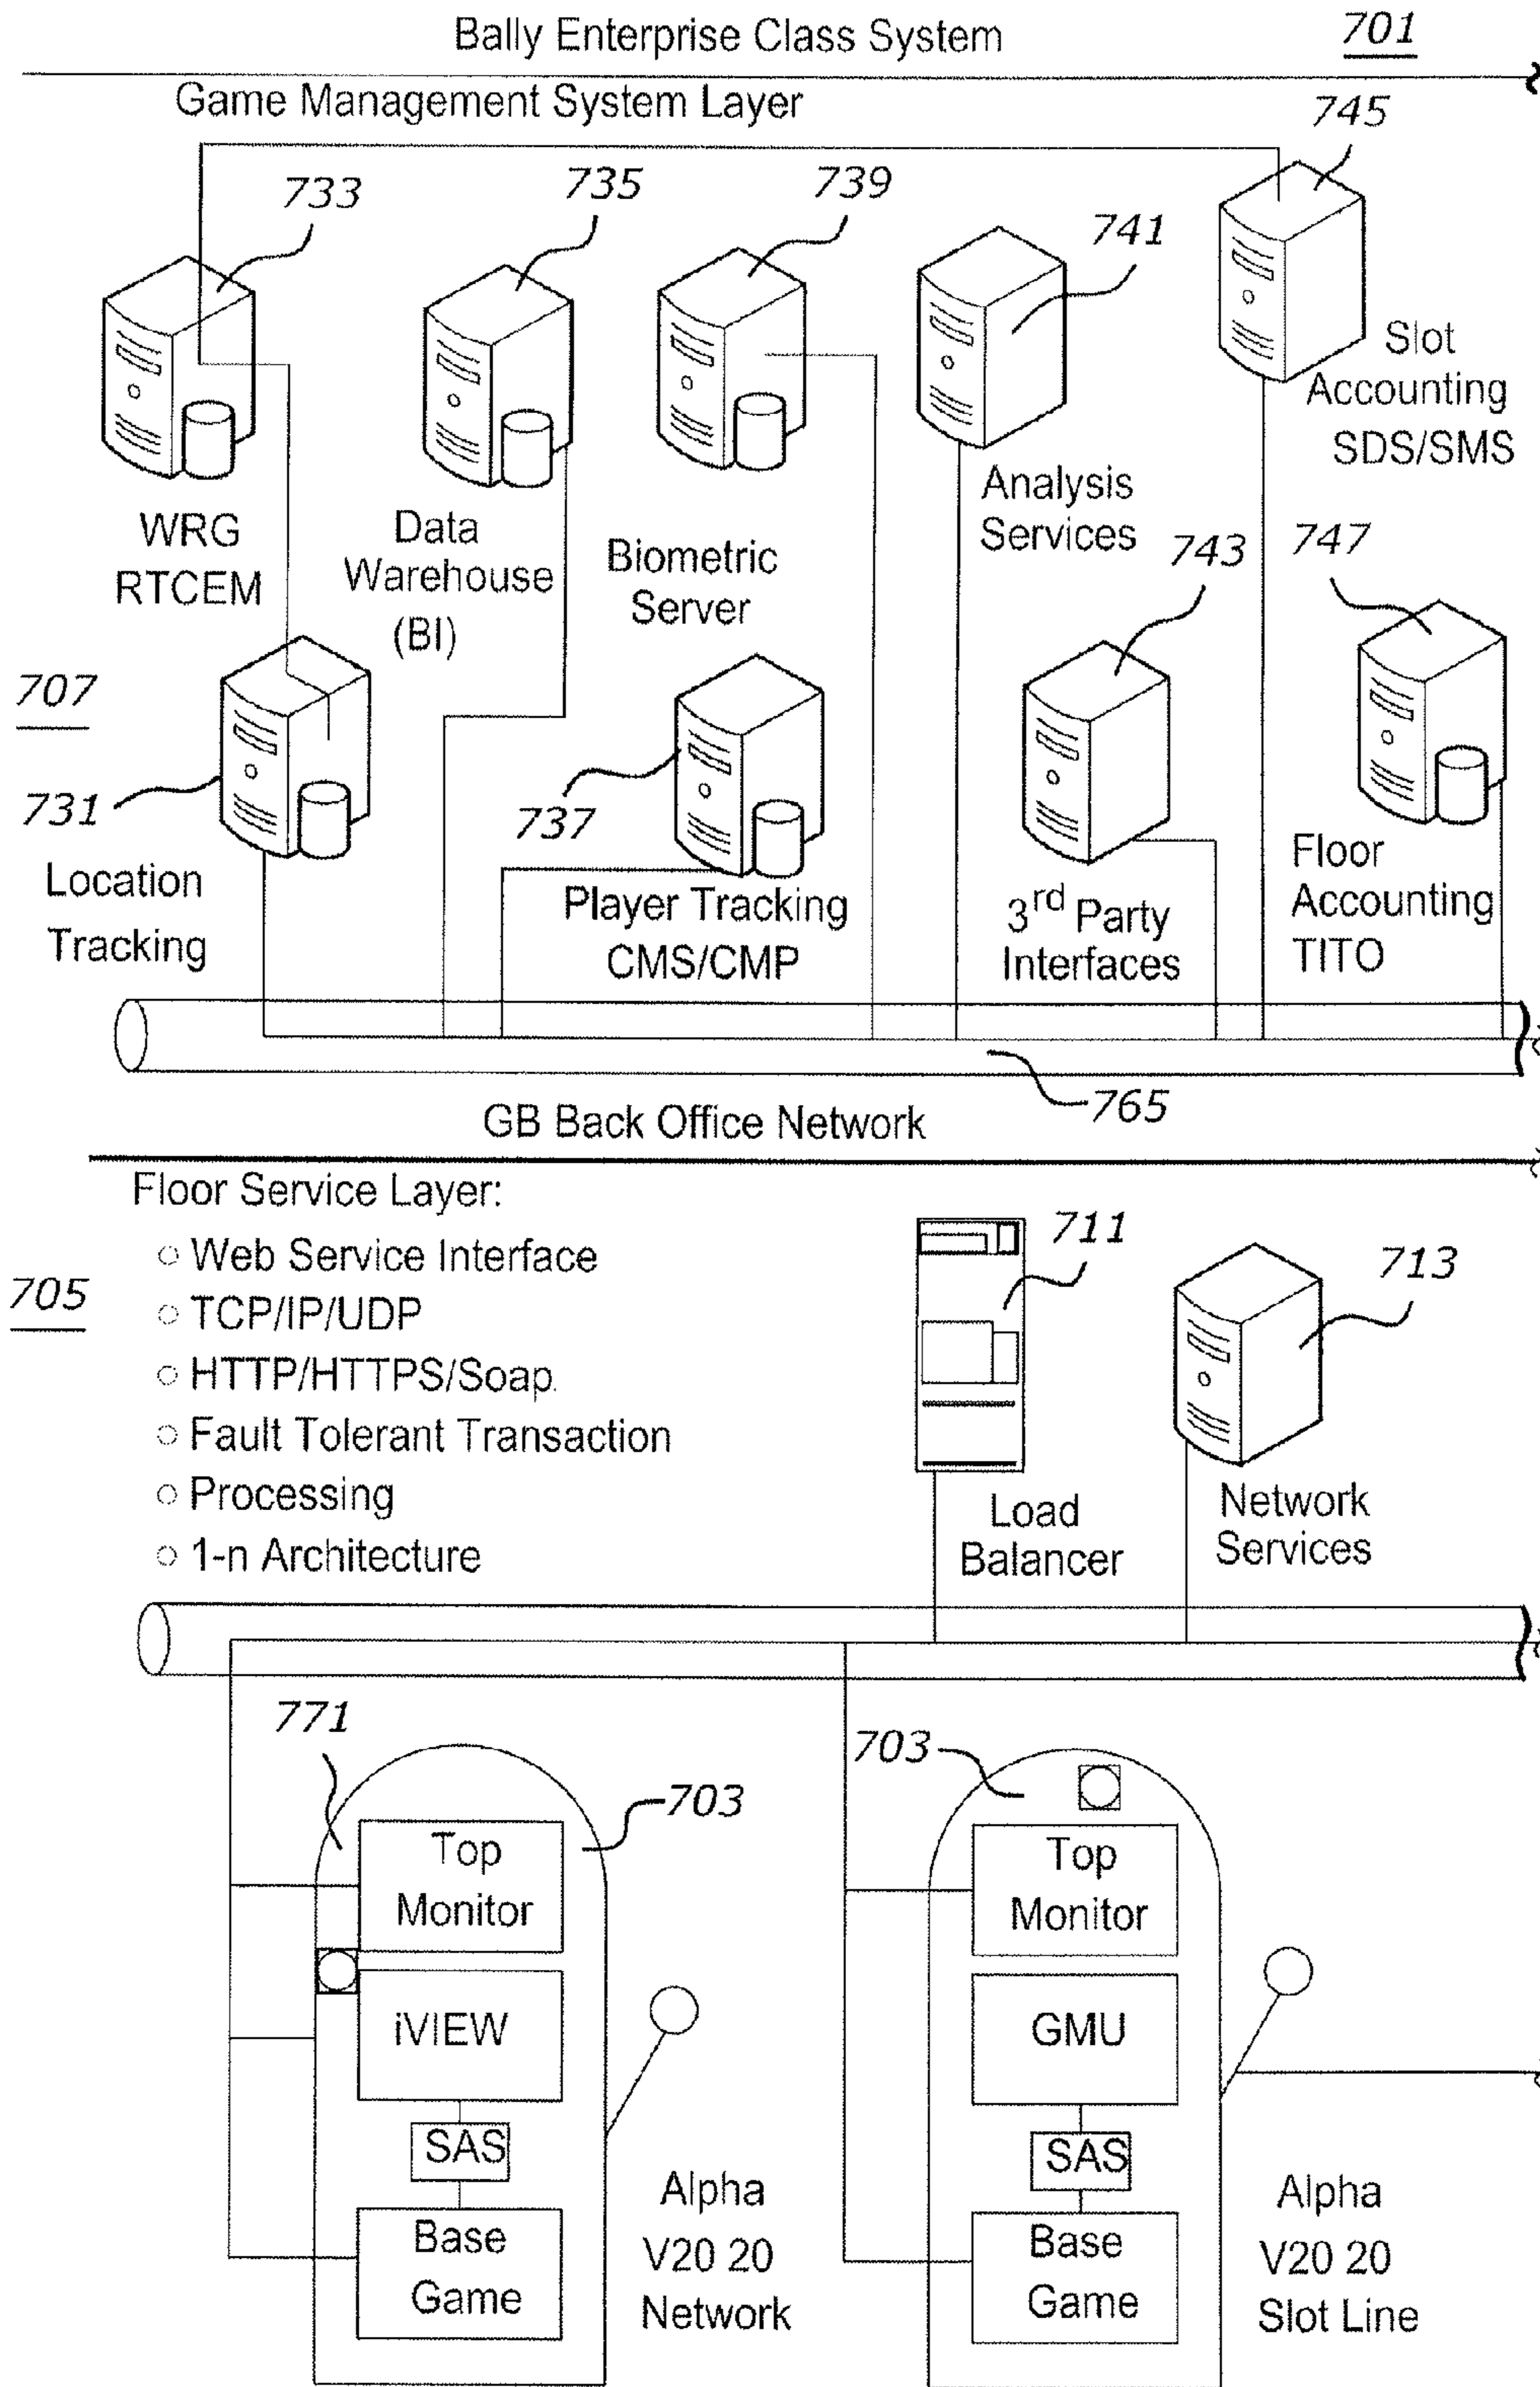 Bally Enterprise Class System
701
Game Management System Layer
745
733
735
739
741
Slot
Accounting
SDS/SMS
WRG
RTCEM
Data
Warehouse
(BI)
Biometric
Server
Analysis
Services
743
747
707
731
Location
Tracking
737
Player Tracking
CMS/CMP
3rd Party
Interfaces
Floor
Accounting
TITO
765
GB Back Office Network
Floor Service Layer:
705
○ Web Service Interface
○ TCP/IP/UDP
○ HTTP/HTTPS/Soap.
○ Fault Tolerant Transaction
○ Processing
○ 1-n Architecture
711
713
Load
Balancer
Network
Services
771
703
Top
Monitor
iVIEW
SAS
Base
Game
Alpha
V20 20
Network
703
Top
Monitor
GMU
SAS
Base
Game
Alpha
V20 20
Slot Line